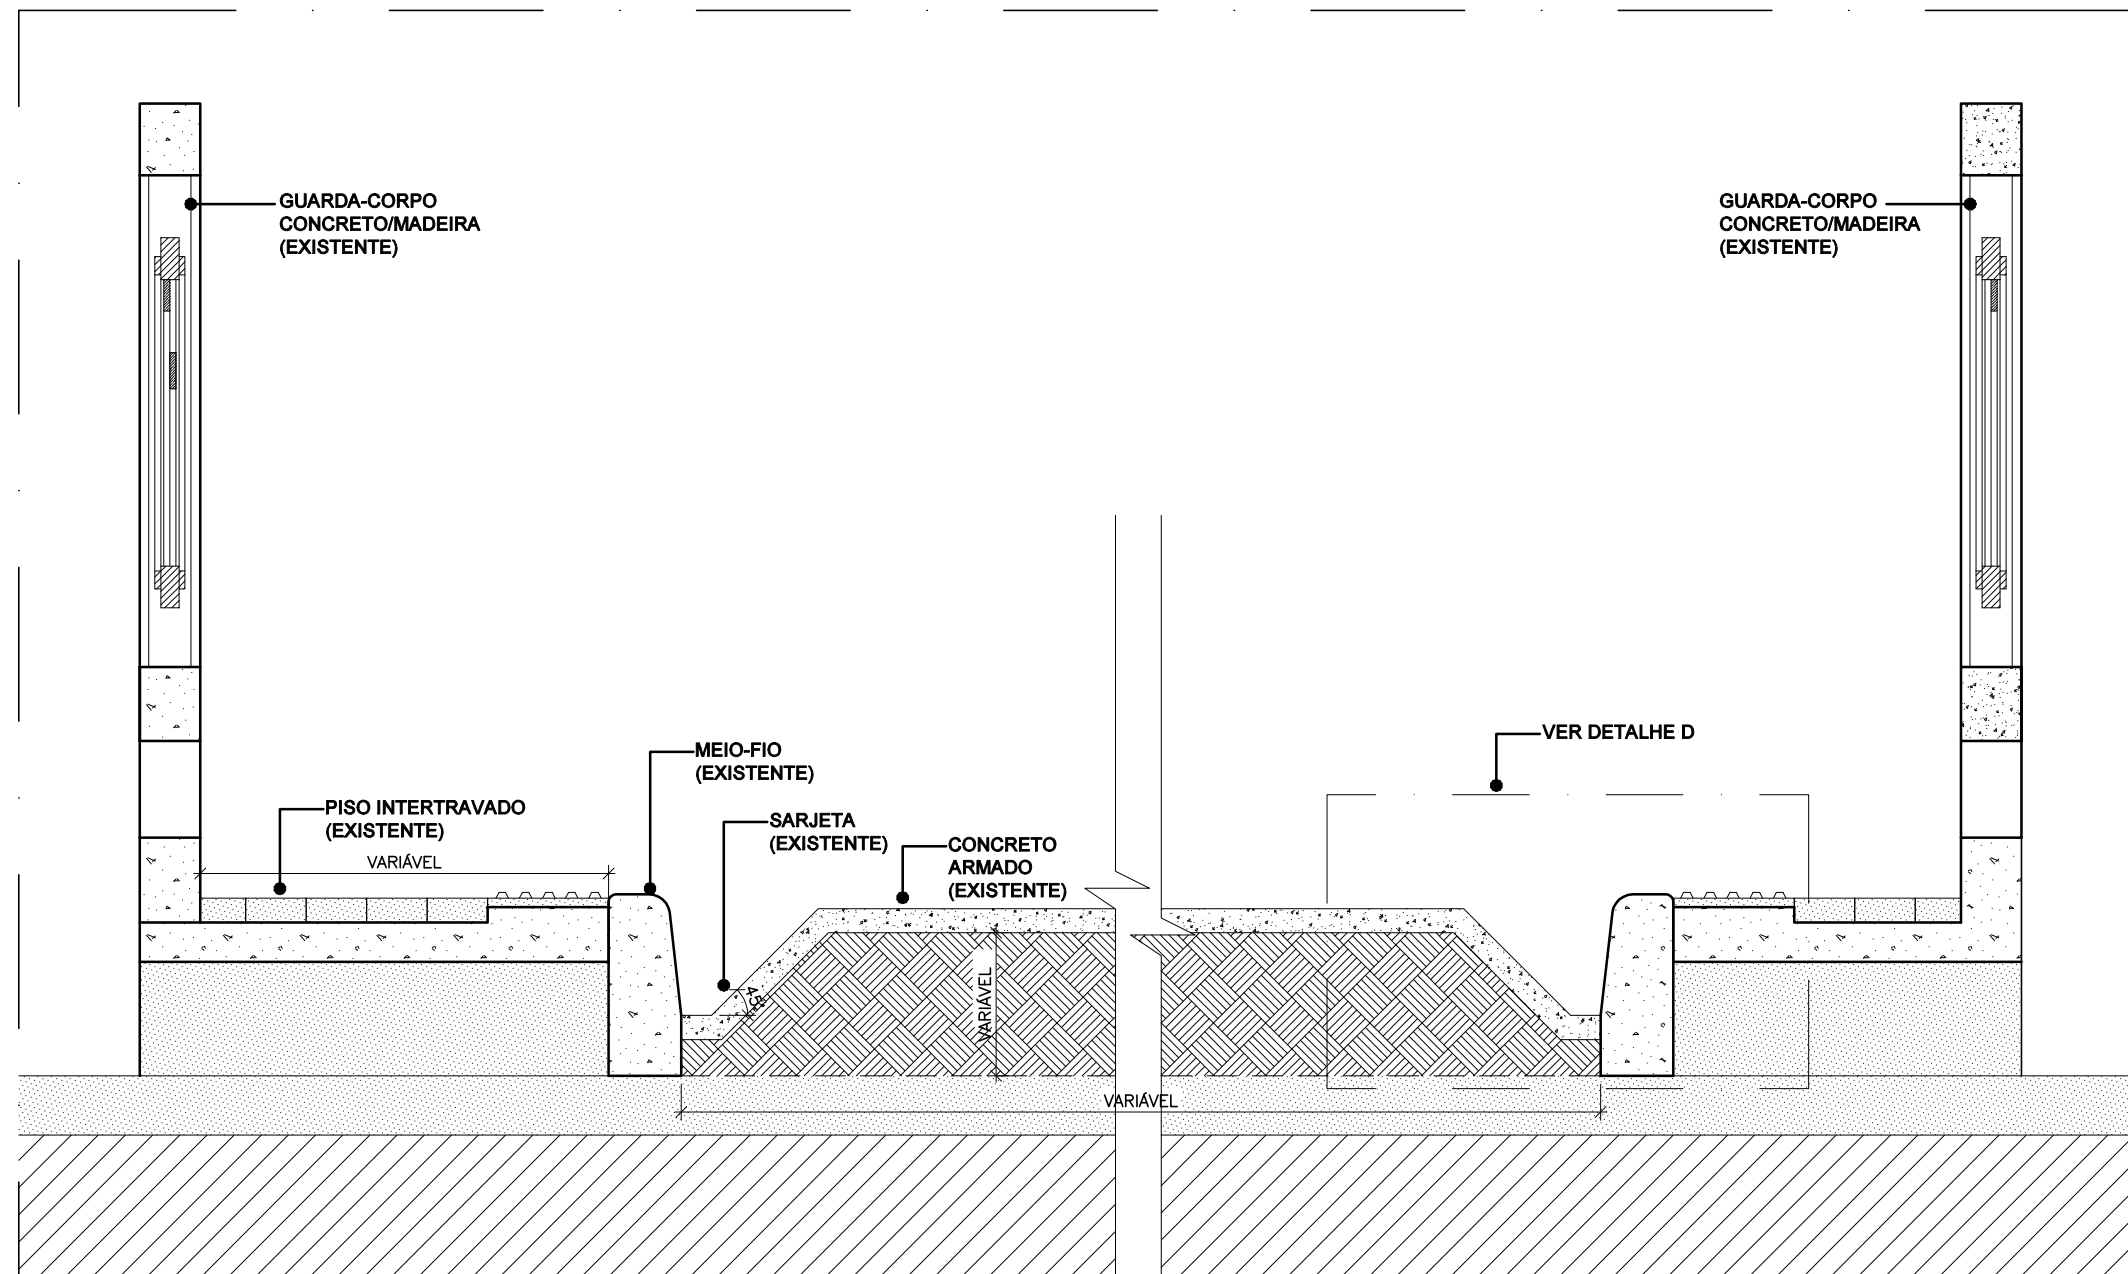 GUARDA-CORPO
CONCRETO/MADEIRA
(EXISTENTE)
GUARDA-CORPO
CONCRETO/MADEIRA
(EXISTENTE)
VER DETALHE D
MEIO-FIO
(EXISTENTE)
PISO INTERTRAVADO
(EXISTENTE)
SARJETA
(EXISTENTE)
CONCRETO
ARMADO
(EXISTENTE)
VARIÁVEL
45°
VARIÁVEL
VARIÁVEL